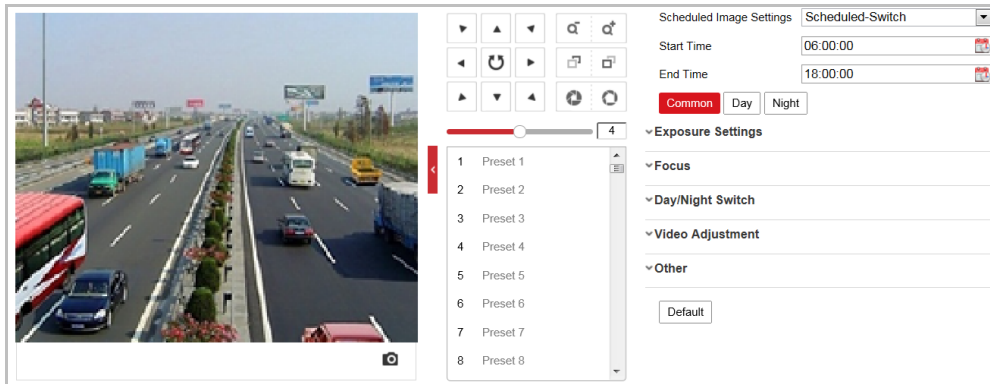 4
1 Preset 1
2 Preset 2
3 Preset 3
4 Preset 4
5 Preset 5
6 Preset 6
7 Preset 7
8 Preset 8
Scheduled Image Settings Scheduled-Switch
Start Time 06:00:00
End Time 18:00:00
Common Day Night
Exposure Settings
Focus
Day/Night Switch
Video Adjustment
Other
Default